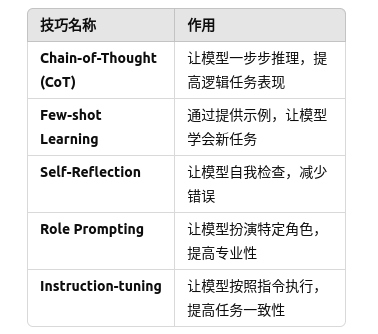 技巧名称 作用
Chain-of-Thought 让模型一步步推理，提
(CoT) 高逻辑任务表现
Few-shot 通过提供示例，让模型
Learning 学会新任务
Self-Reflection 让模型自我检查，减少
错误
Role Prompting 让模型扮演特定角色，
提高专业性
Instruction-tuning 让模型按照指令执行，
提高任务一致性